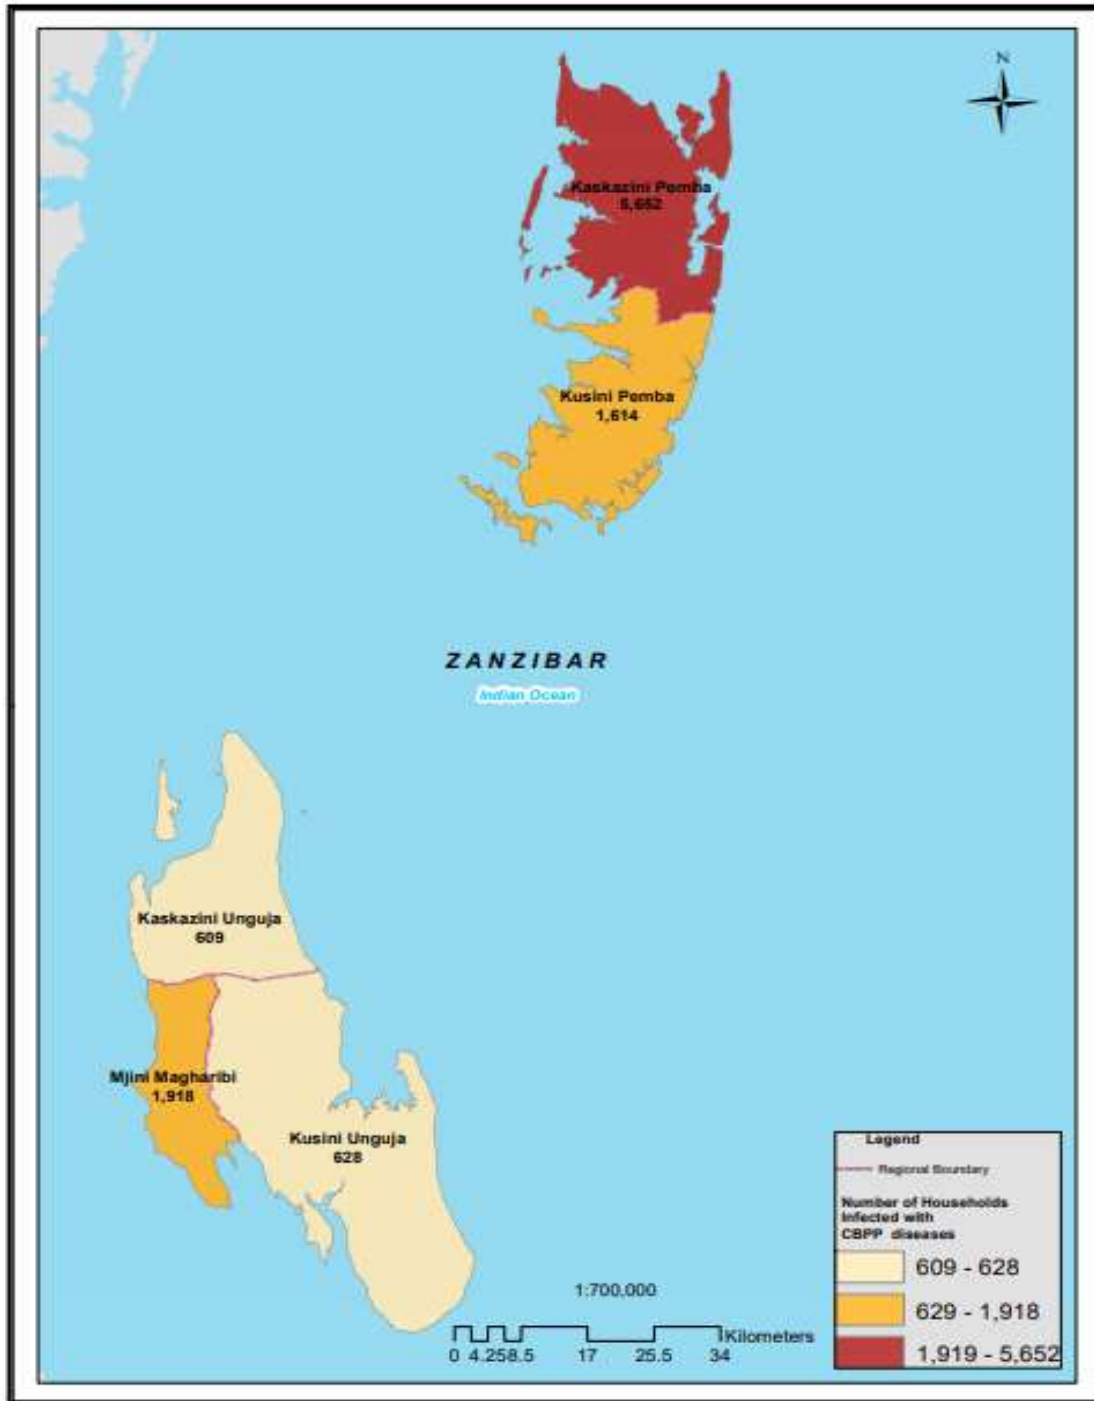 N
Kaskazini Pemba
5,652
Kusini Pemba
1,614
ZANZIBAR
Indian Ocean
Kaskazini Unguja
609
Mjini Magharibi
1,918
Kusini Unguja
628
Legend
Regional Boundary
Number of Households
Infected with
CBPP diseases
609 - 628
629 - 1,918
1,919 - 5,652
1:700,000
Kilometers
0 4.25 8.5 17 25.5 34